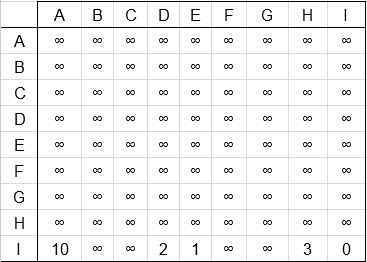 A B C D E F G H I
A ∞ ∞ ∞ ∞ ∞ ∞ ∞ ∞ ∞
B ∞ ∞ ∞ ∞ ∞ ∞ ∞ ∞ ∞
C ∞ ∞ ∞ ∞ ∞ ∞ ∞ ∞ ∞
D ∞ ∞ ∞ ∞ ∞ ∞ ∞ ∞ ∞
E ∞ ∞ ∞ ∞ ∞ ∞ ∞ ∞ ∞
F ∞ ∞ ∞ ∞ ∞ ∞ ∞ ∞ ∞
G ∞ ∞ ∞ ∞ ∞ ∞ ∞ ∞ ∞
H ∞ ∞ ∞ ∞ ∞ ∞ ∞ ∞ ∞
I 10 ∞ ∞ 2 1 ∞ ∞ 3 0